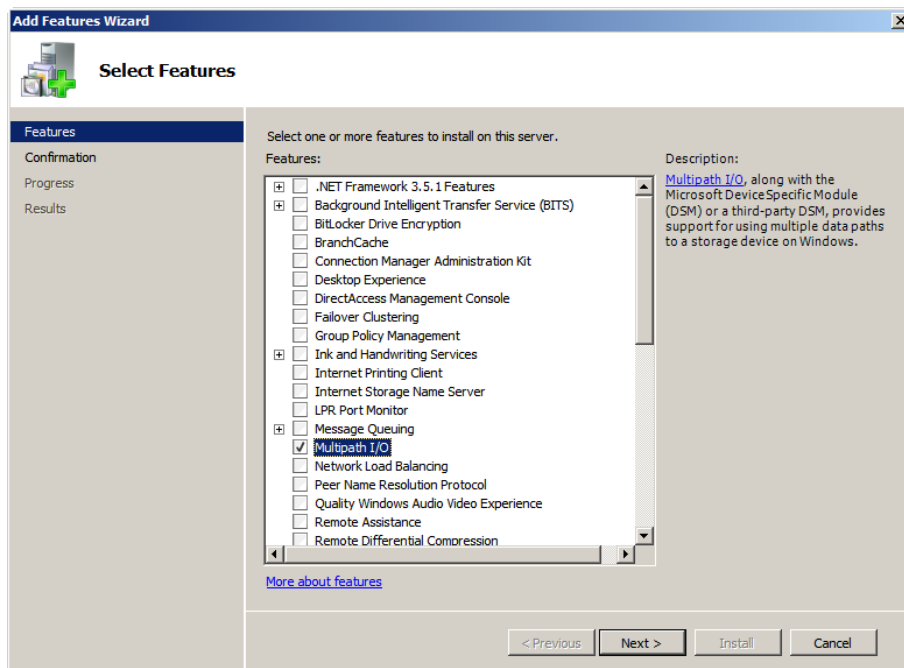 Add Features Wizard
Select Features
Features
Confirmation
Progress
Results
Select one or more features to install on this server.
Features:
.NET Framework 3.5.1 Features
Background Intelligent Transfer Service (BITS)
BitLocker Drive Encryption
BranchCache
Connection Manager Administration Kit
Desktop Experience
DirectAccess Management Console
Failover Clustering
Group Policy Management
Ink and Handwriting Services
Internet Printing Client
Internet Storage Name Server
LPR Port Monitor
Message Queuing
Multipath I/O
Network Load Balancing
Peer Name Resolution Protocol
Quality Windows Audio Video Experience
Remote Assistance
Remote Differential Compression
More about features
Description:
Multipath I/O, along with the
Microsoft Device Specific Module
(DSM) or a third-party DSM, provides
support for using multiple data paths
to a storage device on Windows.
< Previous
Next >
Install
Cancel